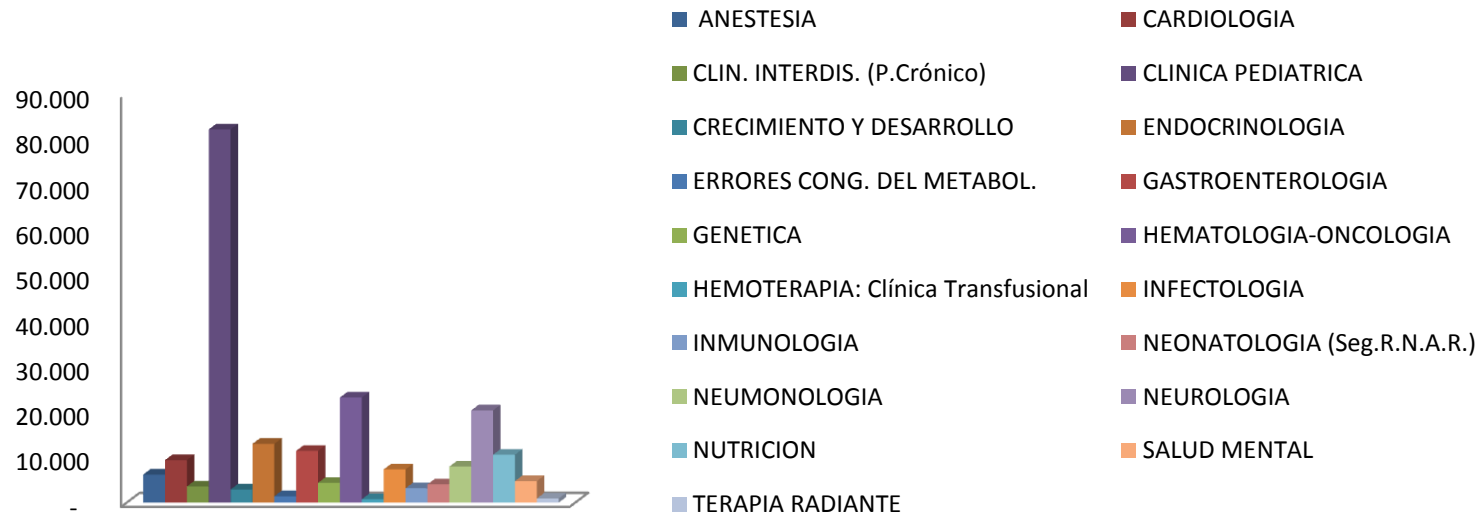 90.000
80.000
70.000
60.000
50.000
40.000
30.000
20.000
10.000
-
ANESTESIA
CARDIOLOGIA
CLIN. INTERDIS. (P.Crónico)
CLINICA PEDIATRICA
CRECIMIENTO Y DESARROLLO
ENDOCRINOLOGIA
ERRORES CONG. DEL METABOL.
GASTROENTEROLOGIA
GENETICA
HEMATOLOGIA-ONCOLOGIA
HEMOTERAPIA: Clínica Transfusional
INFECTOLOGIA
INMUNOLOGIA
NEONATOLOGIA (Seg.R.N.A.R.)
NEUMONOLOGIA
NEUROLOGIA
NUTRICION
SALUD MENTAL
TERAPIA RADIANTE